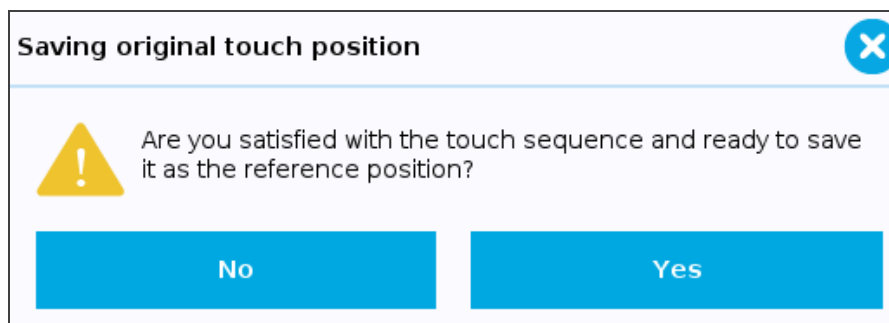 Saving original touch position
Are you satisfied with the touch sequence and ready to save
it as the reference position?
No
Yes